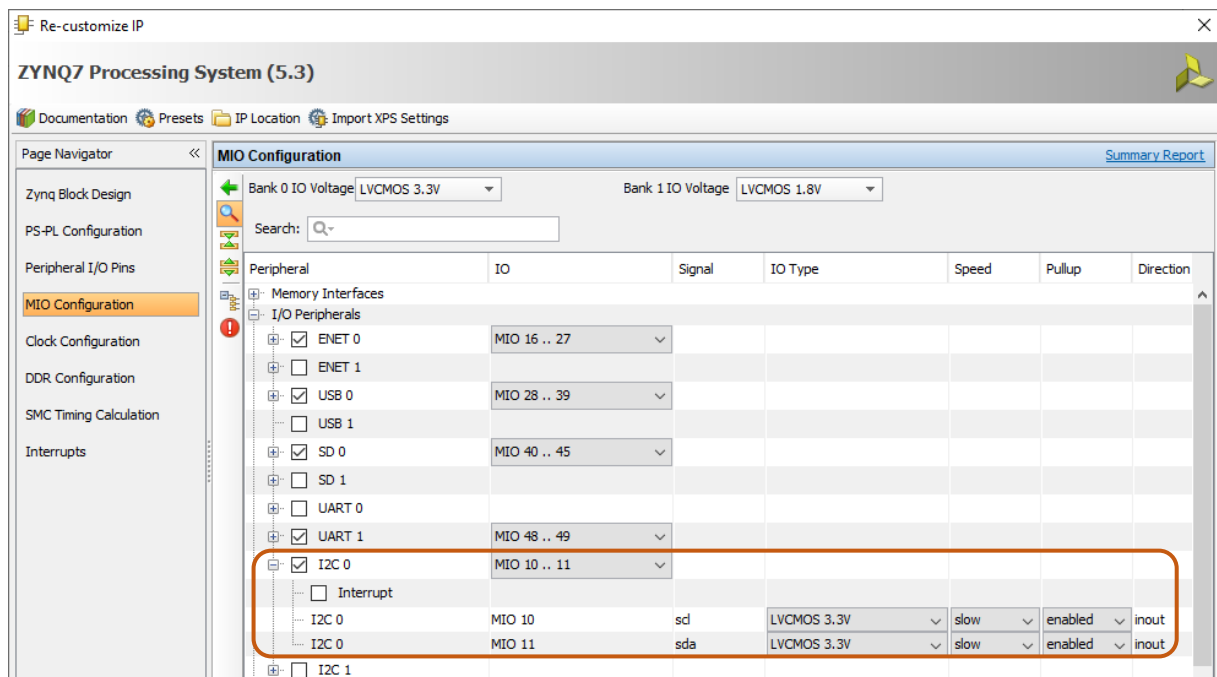 Re-customize IP
ZYNQ7 Processing System (5.3)
Documentation Presets IP Location Import XPS Settings
Page Navigator
Zynq Block Design
PS-PL Configuration
Peripheral I/O Pins
MIO Configuration
Clock Configuration
DDR Configuration
SMC Timing Calculation
Interrupts
MIO Configuration Summary Report
Bank 0 IO Voltage LVCMOS 3.3V Bank 1 IO Voltage LVCMOS 1.8V
Search:
Peripheral IO Signal IO Type Speed Pullup Direction
Memory Interfaces
I/O Peripherals
ENET 0 MIO 16 .. 27
ENET 1
USB 0 MIO 28 .. 39
USB 1
SD 0 MIO 40 .. 45
SD 1
UART 0
UART 1 MIO 48 .. 49
I2C 0 MIO 10 .. 11
Interrupt
I2C 0 MIO 10 scl LVCMOS 3.3V slow enabled inout
I2C 0 MIO 11 sda LVCMOS 3.3V slow enabled inout
I2C 1